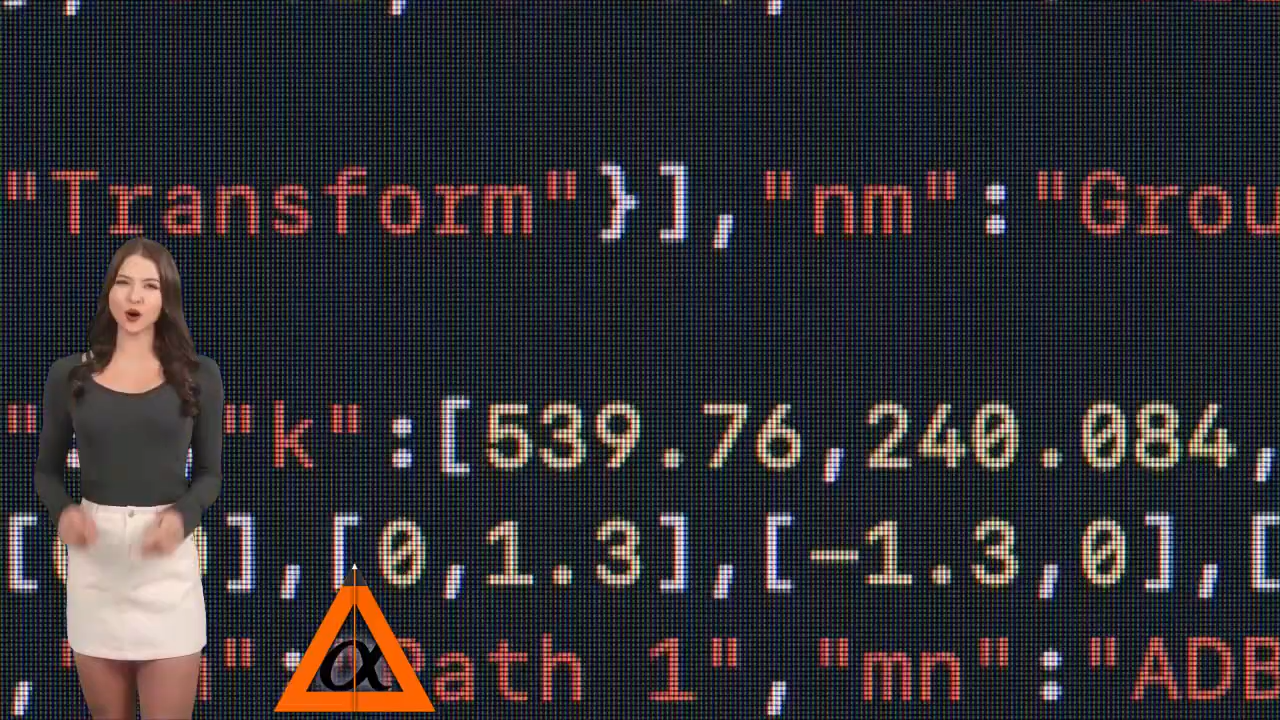 "Transform"}],"nm":"Grou
"k":[539.76,240.084,
],[0,1.3],[-1.3,0],[
"Path 1","mn":"ADB
α